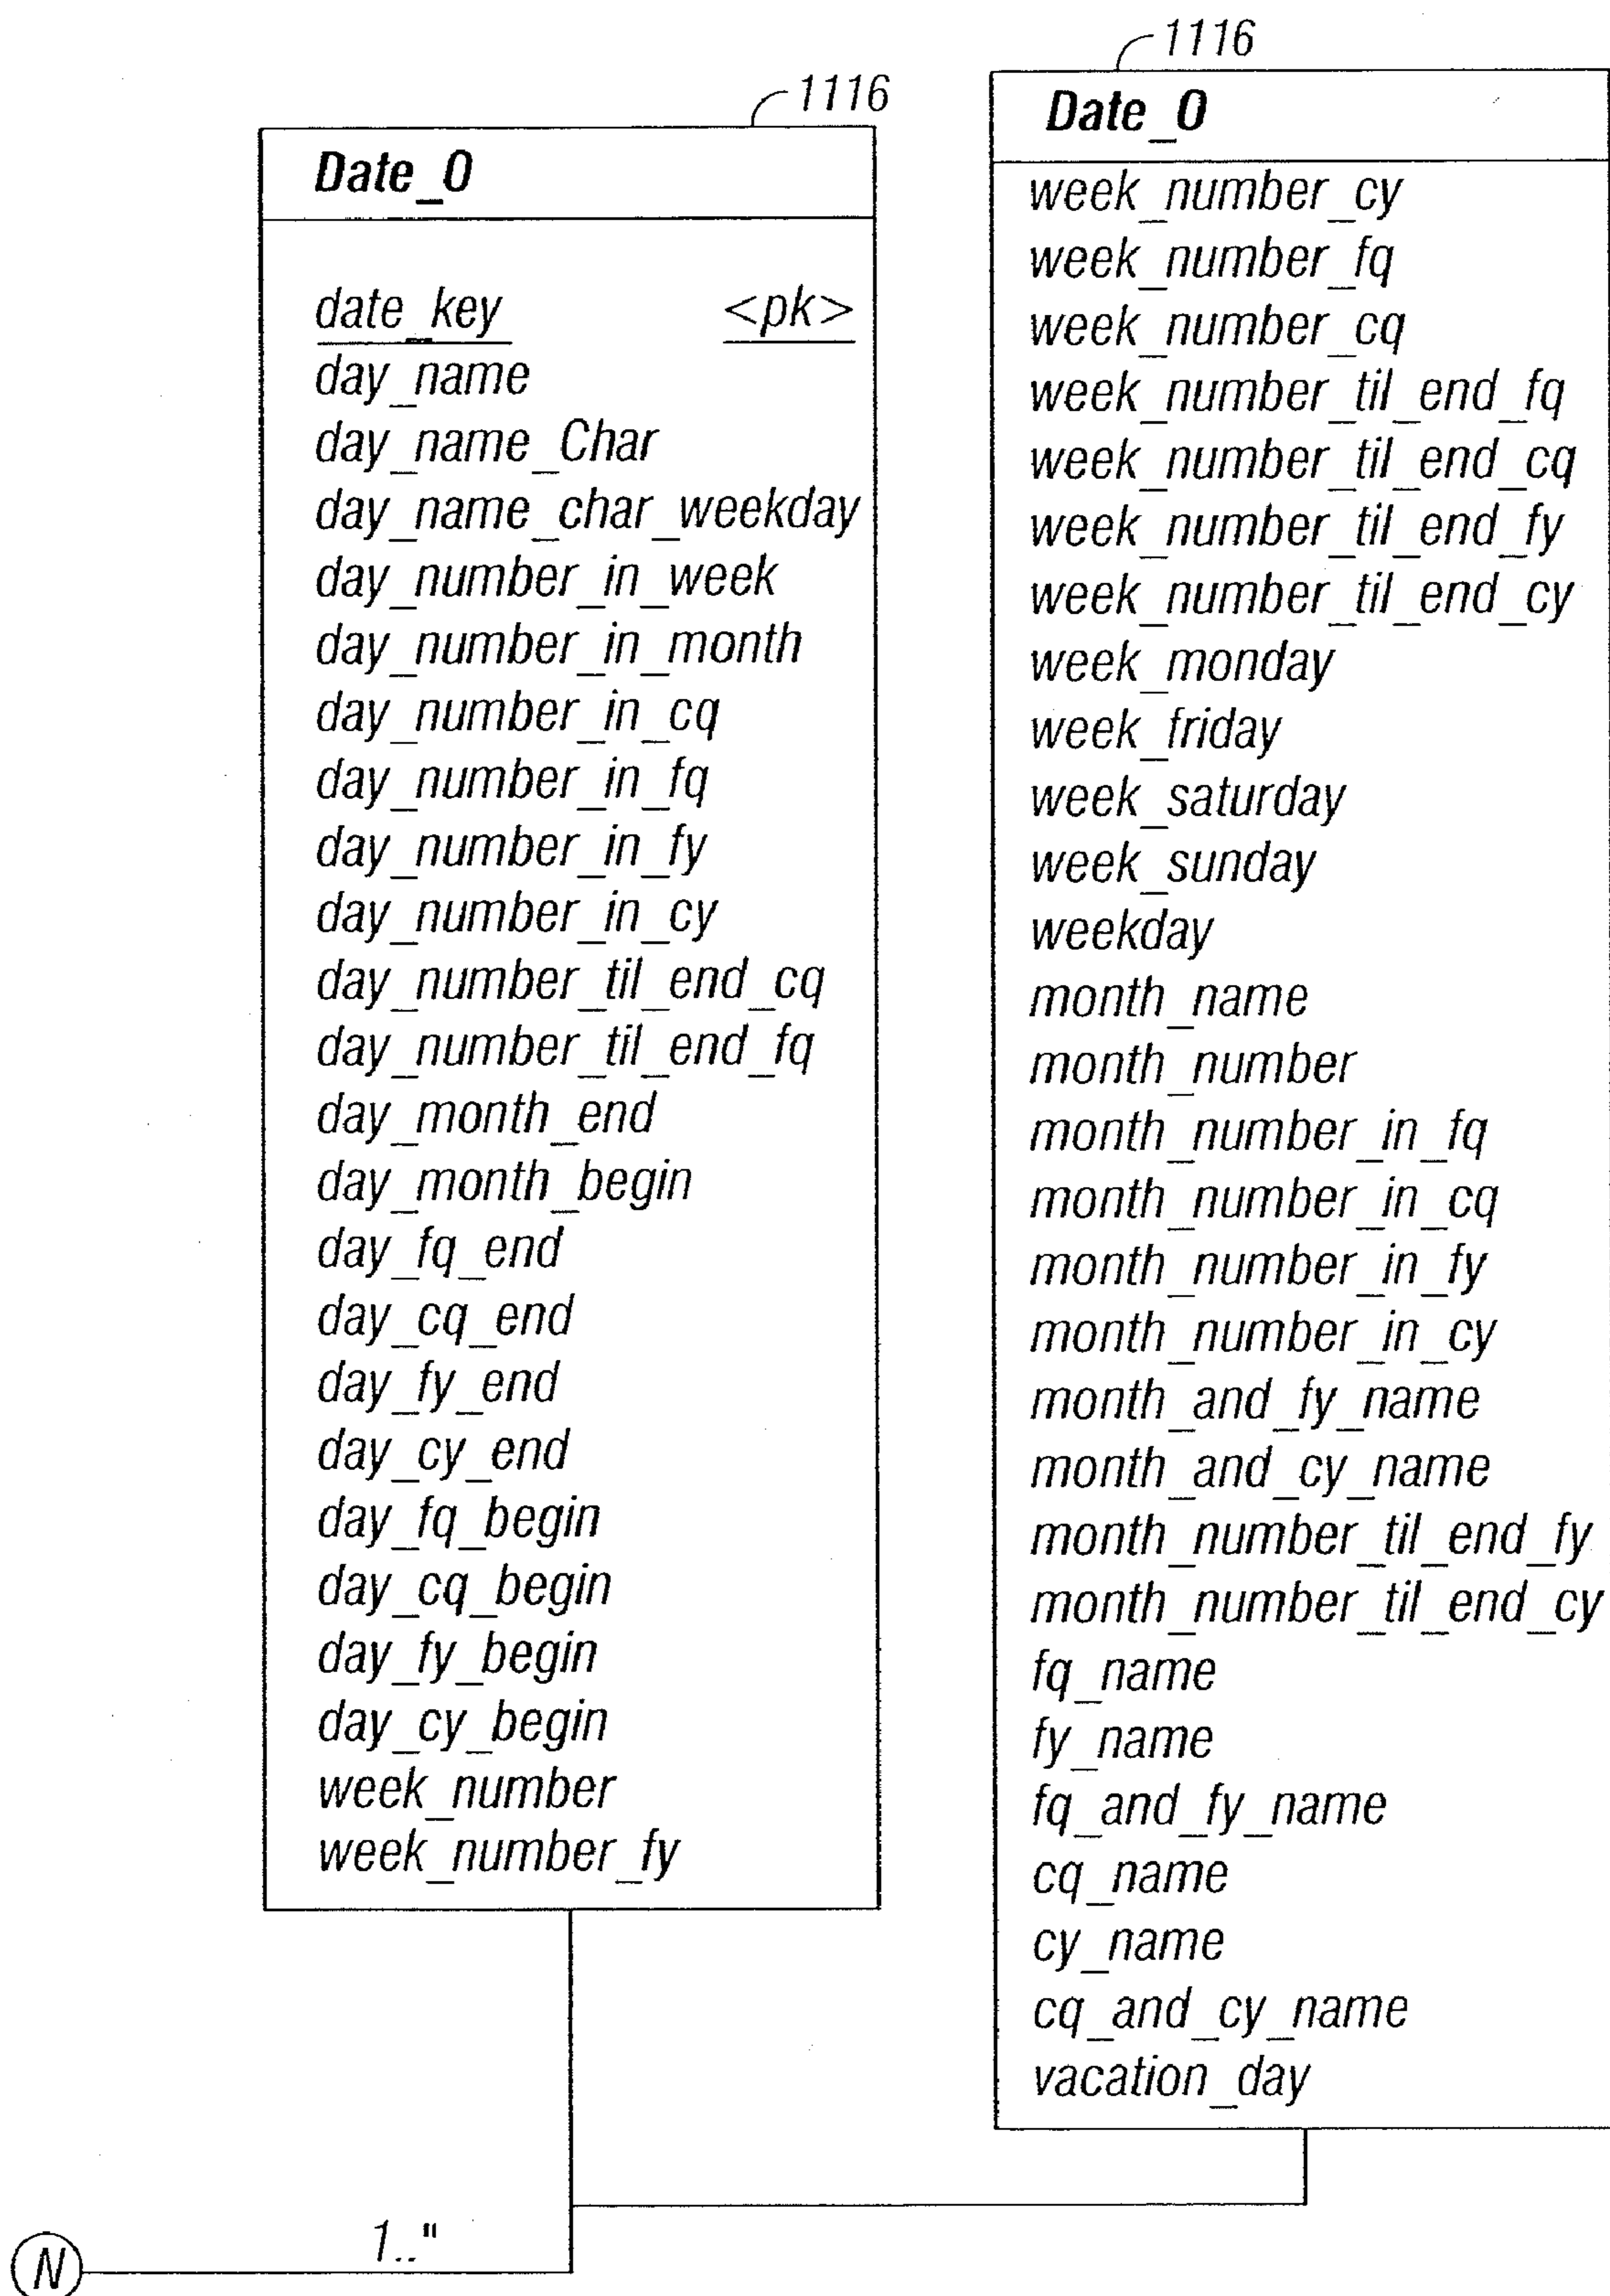 1116
Date_0
date_key <pk>
day_name
day_name_Char
day_name_char_weekday
day_number_in_week
day_number_in_month
day_number_in_cq
day_number_in_fq
day_number_in_fy
day_number_in_cy
day_number_til_end_cq
day_number_til_end_fq
day_month_end
day_month_begin
day_fq_end
day_cq_end
day_fy_end
day_cy_end
day_fq_begin
day_cq_begin
day_fy_begin
day_cy_begin
week_number
week_number_fy
1116
Date_0
week_number_cy
week_number_fq
week_number_cq
week_number_til_end_fq
week_number_til_end_cq
week_number_til_end_fy
week_number_til_end_cy
week_monday
week_friday
week_saturday
week_sunday
weekday
month_name
month_number
month_number_in_fq
month_number_in_cq
month_number_in_fy
month_number_in_cy
month_and_fy_name
month_and_cy_name
month_number_til_end_fy
month_number_til_end_cy
fq_name
fy_name
fq_and_fy_name
cq_name
cy_name
cq_and_cy_name
vacation_day
N
1.."